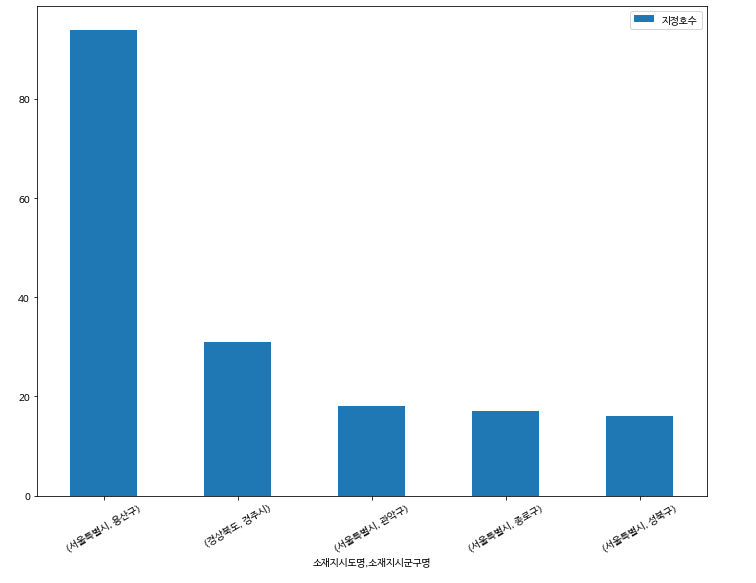 지정호수
80
60
40
20
0
(서울특별시, 용산구)
(경상북도, 경주시)
(서울특별시, 관악구)
(서울특별시, 종로구)
(서울특별시, 성북구)
소재지시도명,소재지시군구명